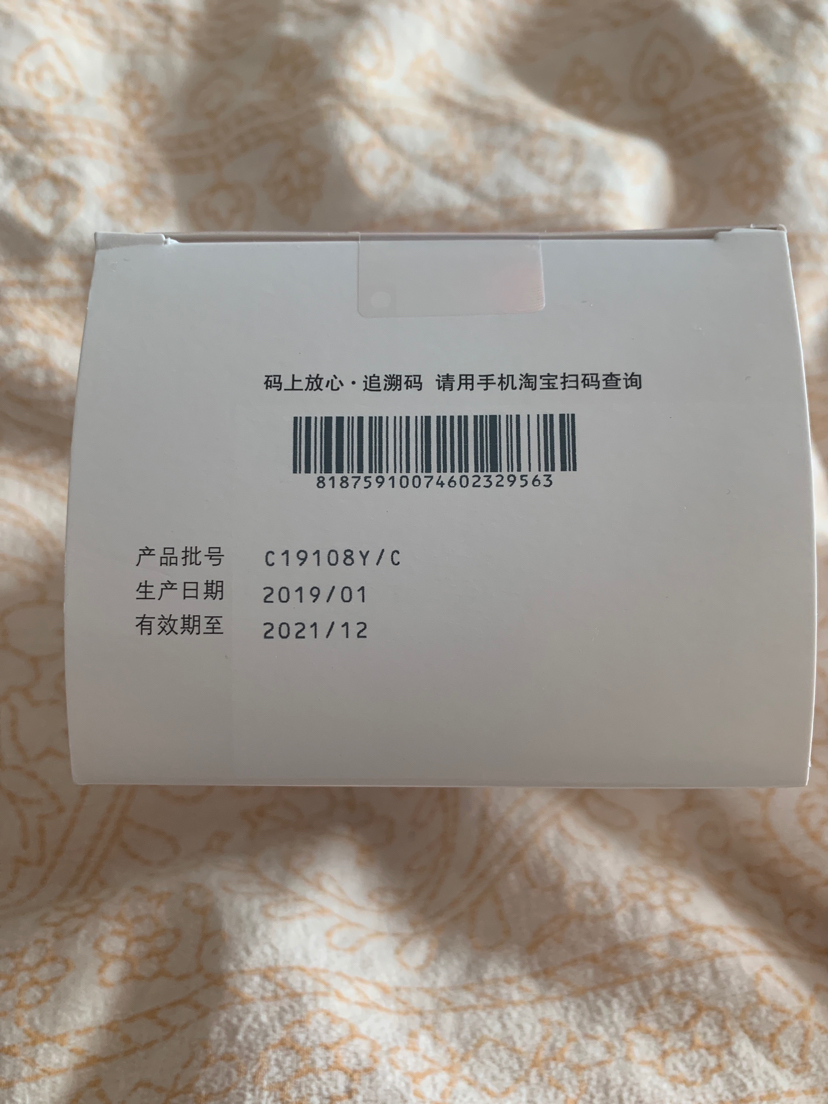 码上放心·追溯码 请用手机淘宝扫码查询
81875910074602329563
产品批号 C19108Y/C
生产日期 2019/01
有效期至 2021/12